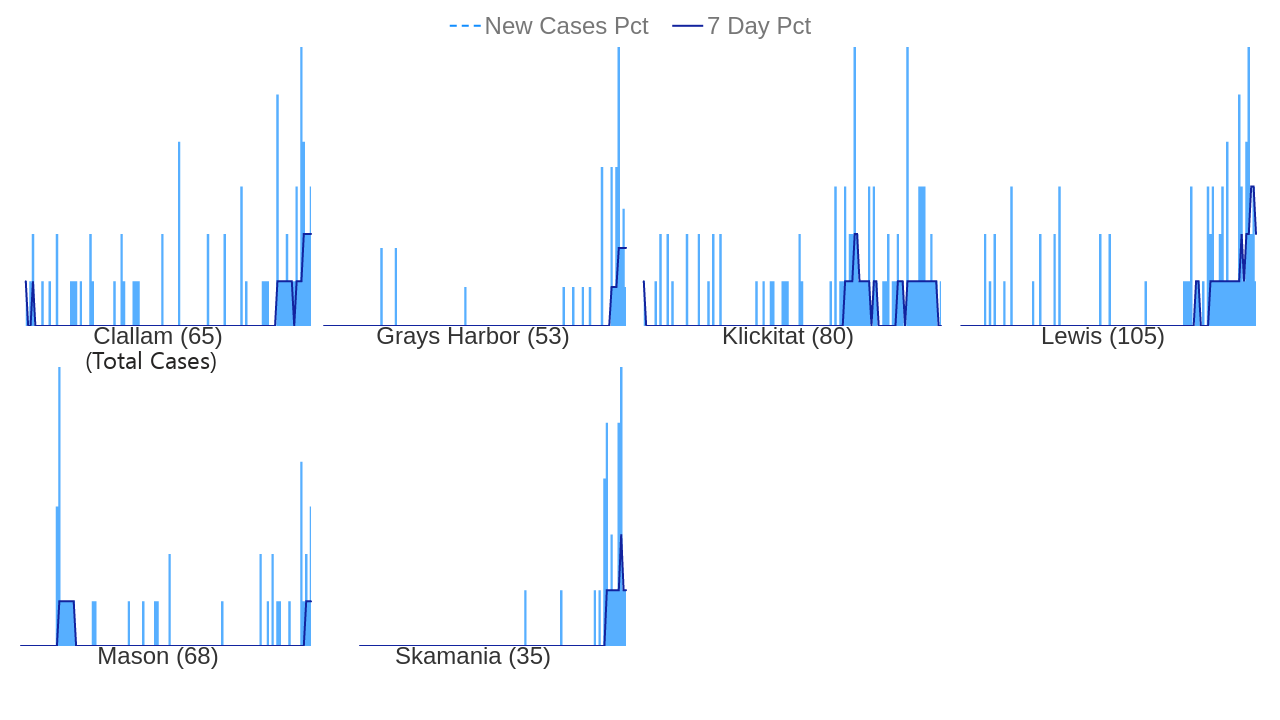 New Cases Pct 7 Day Pct
Clallam (65) Grays Harbor (53) Klickitat (80) Lewis (105)
(Total Cases)
Mason (68) Skamania (35)